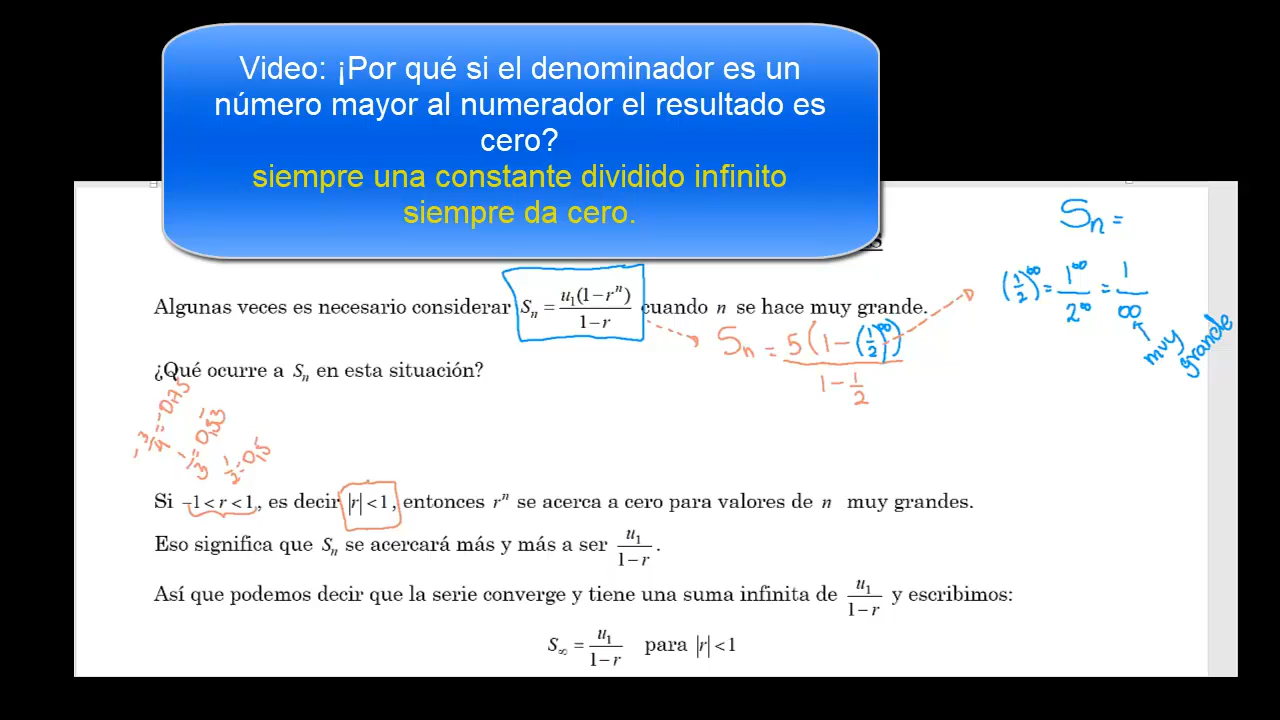 Video: ¡Por qué si el denominador es un
número mayor al numerador el resultado es
cero?
siempre una constante dividido infinito
siempre da cero.
Sn =
(1/2)^∞ = 1^∞/2^∞ = 1/∞
muy
grande
Algunas veces es necesario considerar Sn = u1(1−r^n)/(1−r) cuando n se hace muy grande.
Sn = 5(1−(1/2)^∞)/(1−1/2)
¿Qué ocurre a Sn en esta situación?
-3/4=-0,75
1/2=0,5
Si −1 < r < 1, es decir |r| < 1, entonces r^n se acerca a cero para valores de n muy grandes.
Eso significa que Sn se acercará más y más a ser u1/(1−r).
Así que podemos decir que la serie converge y tiene una suma infinita de u1/(1−r) y escribimos:
S∞ = u1/(1−r) para |r| < 1